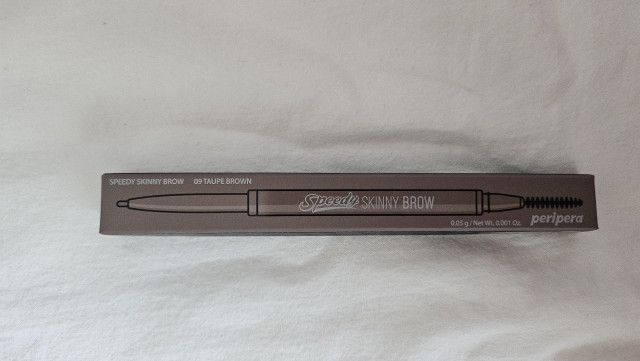 SPEEDY SKINNY BROW 09 TAUPE BROWN
Speedy SKINNY BROW
0.05 g / Net Wt. 0.001 Oz.
peripera